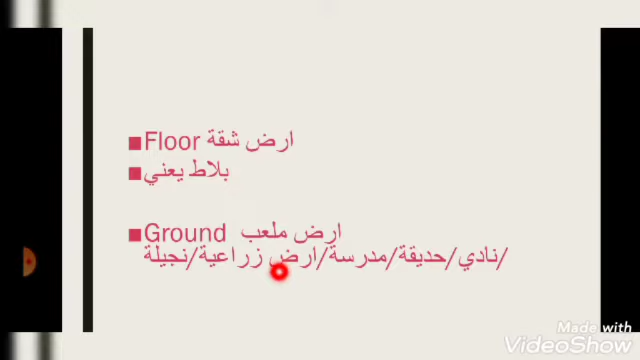 Floor ارض شقة
بلاط يعني
Ground ارض ملعب
/نادي/حديقة/مدرسة/ارض زراعية/نجيلة
Made with
VideoShow